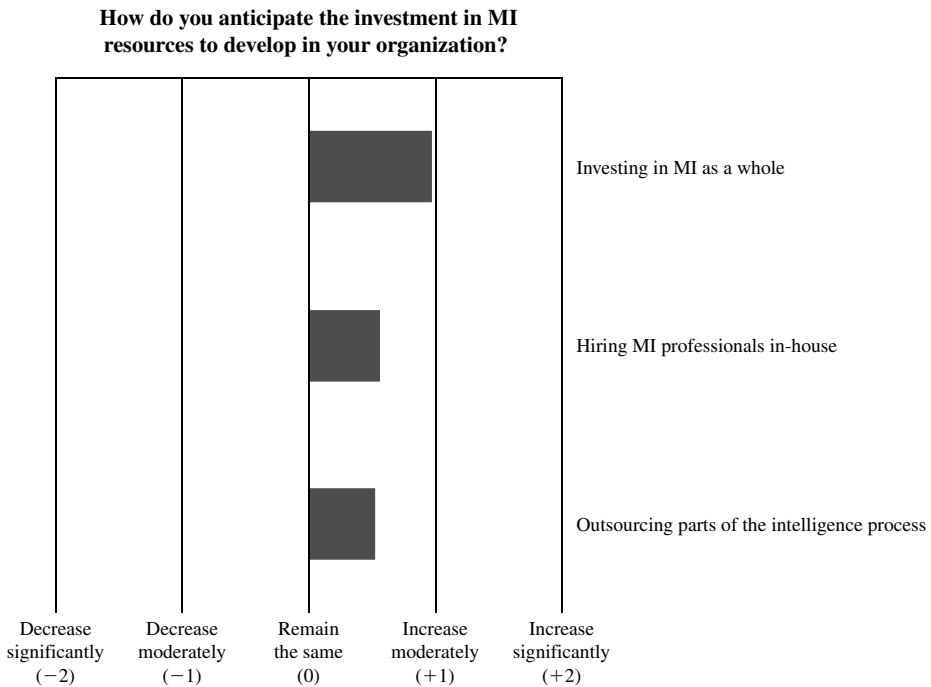 How do you anticipate the investment in MI
resources to develop in your organization?
Investing in MI as a whole
Hiring MI professionals in-house
Outsourcing parts of the intelligence process
Decrease
significantly
(−2)
Decrease
moderately
(−1)
Remain
the same
(0)
Increase
moderately
(+1)
Increase
significantly
(+2)